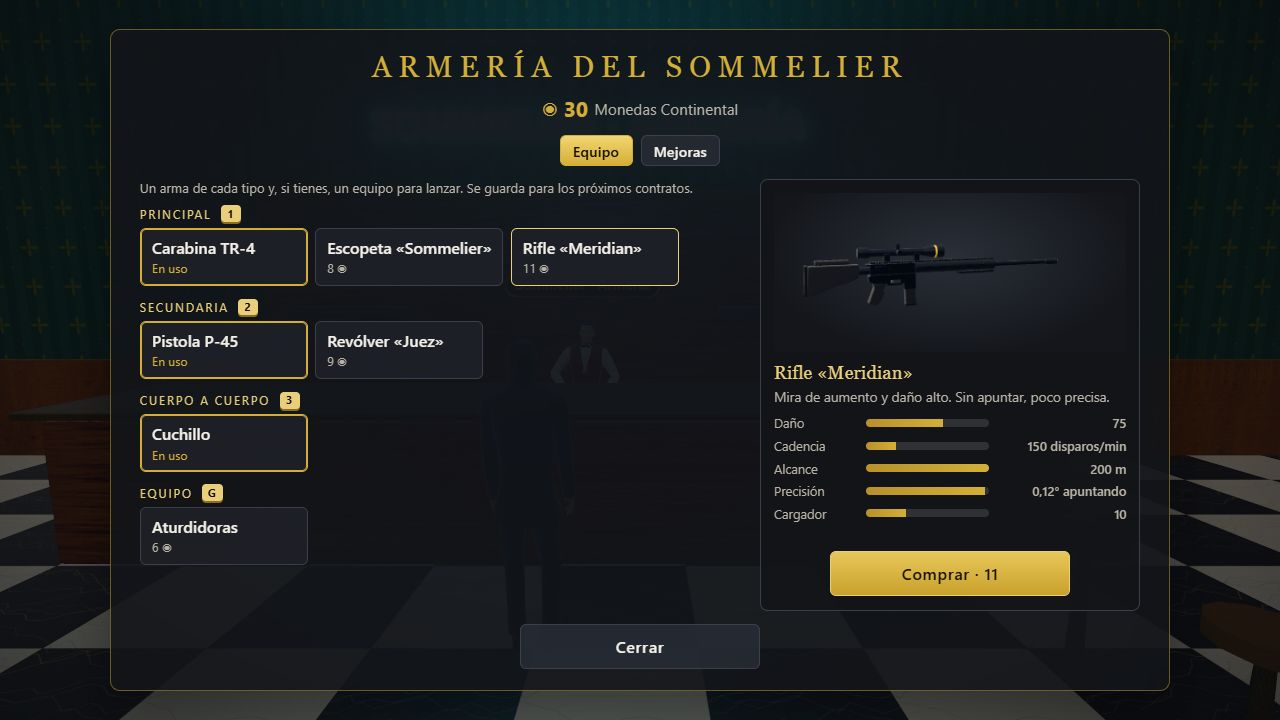 ARMERÍA DEL SOMMELIER
30 Monedas Continental
Equipo Mejoras
Un arma de cada tipo y, si tienes, un equipo para lanzar. Se guarda para los próximos contratos.
PRINCIPAL 1
Carabina TR-4
En uso
Escopeta «Sommelier»
8
Rifle «Meridian»
11
SECUNDARIA 2
Pistola P-45
En uso
Revólver «Juez»
9
CUERPO A CUERPO 3
Cuchillo
En uso
EQUIPO G
Aturdidoras
6
Rifle «Meridian»
Mira de aumento y daño alto. Sin apuntar, poco precisa.
Daño 75
Cadencia 150 disparos/min
Alcance 200 m
Precisión 0,12° apuntando
Cargador 10
Comprar · 11
Cerrar